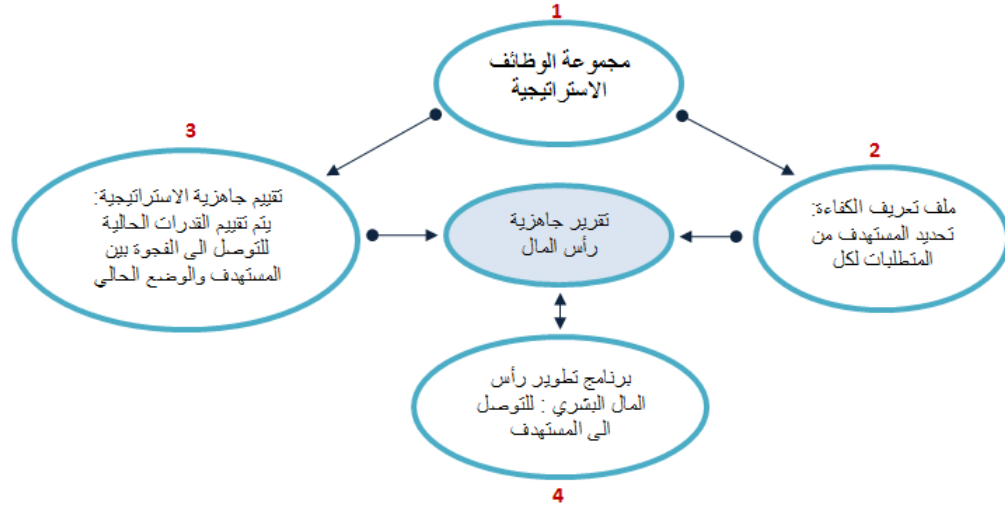 1
مجموعة الوظائف
الاستراتيجية
2
ملف تعريف الكفاءة:
تحديد المستهدف من
المتطلبات لكل
3
تقييم جاهزية الاستراتيجية:
يتم تقييم القدرات الحالية
للتوصل الى الفجوة بين
المستهدف والوضع الحالي
تقرير جاهزية
رأس المال
برنامج تطوير رأس
المال البشري : للتوصل
الى المستهدف
4